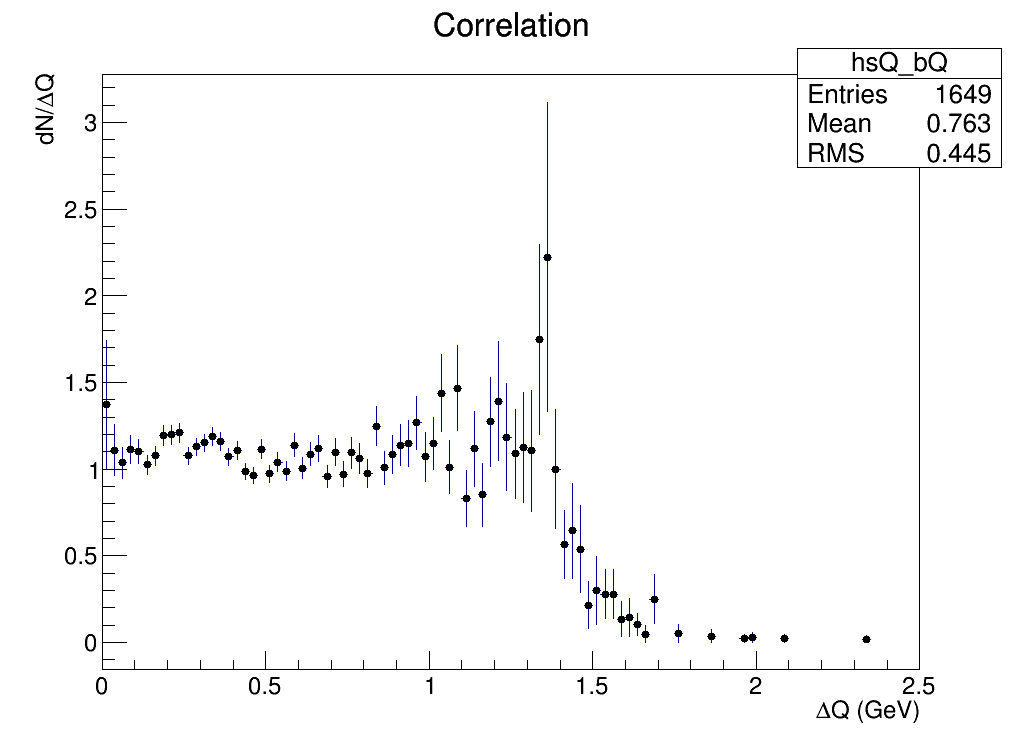 Correlation
hsQ_bQ
Entries 1649
Mean 0.763
RMS 0.445
dN/ΔQ
3
2.5
2
1.5
1
0.5
0
0 0.5 1 1.5 2 2.5
ΔQ (GeV)